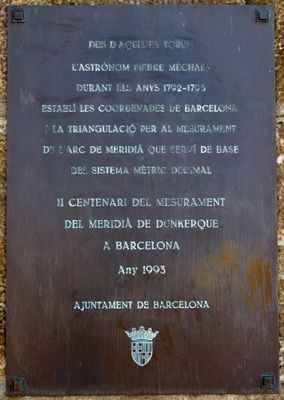 DES D'AQUESTA TORRE
L'ASTRÒNOM PIERRE MÉCHAIN
DURANT ELS ANYS 1792-1793
ESTABLÍ LES COORDENADES DE BARCELONA
I LA TRIANGULACIÓ PER AL MESURAMENT
DE L'ARC DE MERIDIÀ QUE SERVÍ DE BASE
DEL SISTEMA MÈTRIC DECIMAL
II CENTENARI DEL MESURAMENT
DEL MERIDIÀ DE DUNKERQUE
A BARCELONA
Any 1993
AJUNTAMENT DE BARCELONA